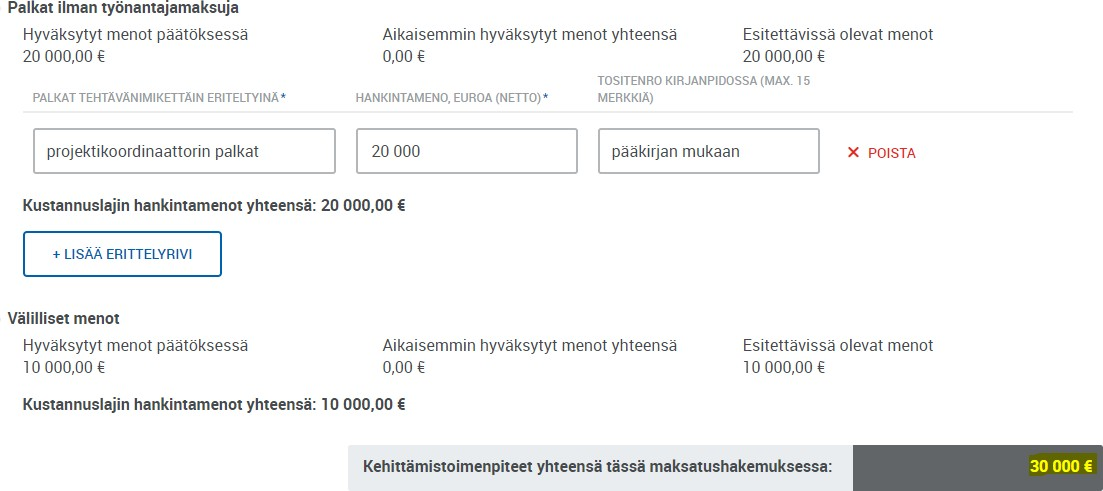 Palkat ilman työnantajamaksuja
Hyväksytyt menot päätöksessä Aikaisemmin hyväksytyt menot yhteensä Esitettävissä olevat menot
20 000,00 € 0,00 € 20 000,00 €
PALKAT TEHTÄVÄNIMIKETTÄIN ERITELTYINÄ* HANKINTAMENO, EUROA (NETTO)* TOSITENRO KIRJANPIDOSSA (MAX. 15
MERKKIÄ)
projektikoordinaattorin palkat 20 000 pääkirjan mukaan × POISTA
Kustannuslajin hankintamenot yhteensä: 20 000,00 €
+ LISÄÄ ERITTELYRIVI
Välilliset menot
Hyväksytyt menot päätöksessä Aikaisemmin hyväksytyt menot yhteensä Esitettävissä olevat menot
10 000,00 € 0,00 € 10 000,00 €
Kustannuslajin hankintamenot yhteensä: 10 000,00 €
Kehittämistoimenpiteet yhteensä tässä maksatushakemuksessa: 30 000 €